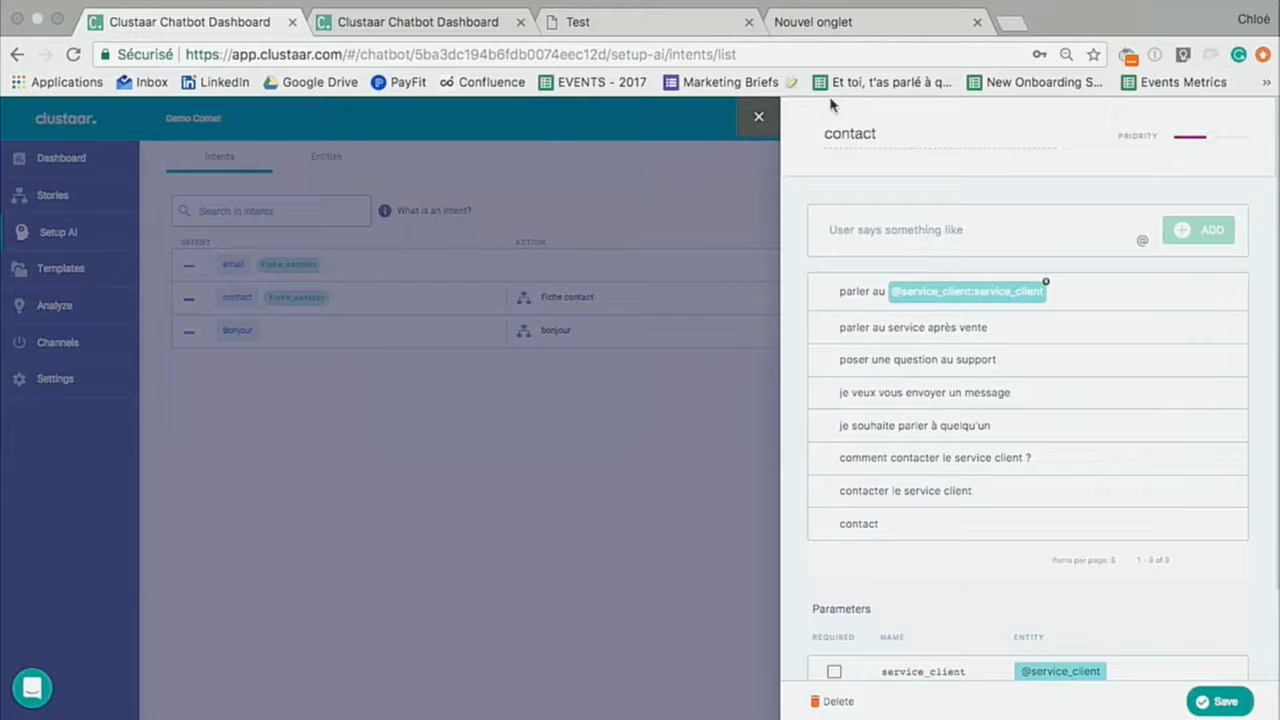 Clustaar Chatbot Dashboard
Clustaar Chatbot Dashboard
Test
Nouvel onglet
Chloé
Sécurisé
https://app.clustaar.com/#/chatbot/5ba3dc194b6fdb0074eec12d/setup-ai/intents/list
Applications
Inbox
LinkedIn
Google Drive
PayFit
Confluence
EVENTS - 2017
Marketing Briefs
Et toi, t'as parlé à q...
New Onboarding S...
Events Metrics
clustaar.
Demo Comet
contact
PRIORITY
Dashboard
Stories
Setup AI
Templates
Analyze
Channels
Settings
Intents
Entities
Search in intents
What is an intent?
INTENT
ACTION
email
fiche_contact
contact
fiche_contact
Fiche contact
Bonjour
bonjour
User says something like
@
ADD
parler au @service_client:service_client
parler au service après vente
poser une question au support
je veux vous envoyer un message
je souhaite parler à quelqu'un
comment contacter le service client ?
contacter le service client
contact
Items per page: 8
1 - 8 of 8
Parameters
REQUIRED
NAME
ENTITY
service_client
@service_client
Delete
Save